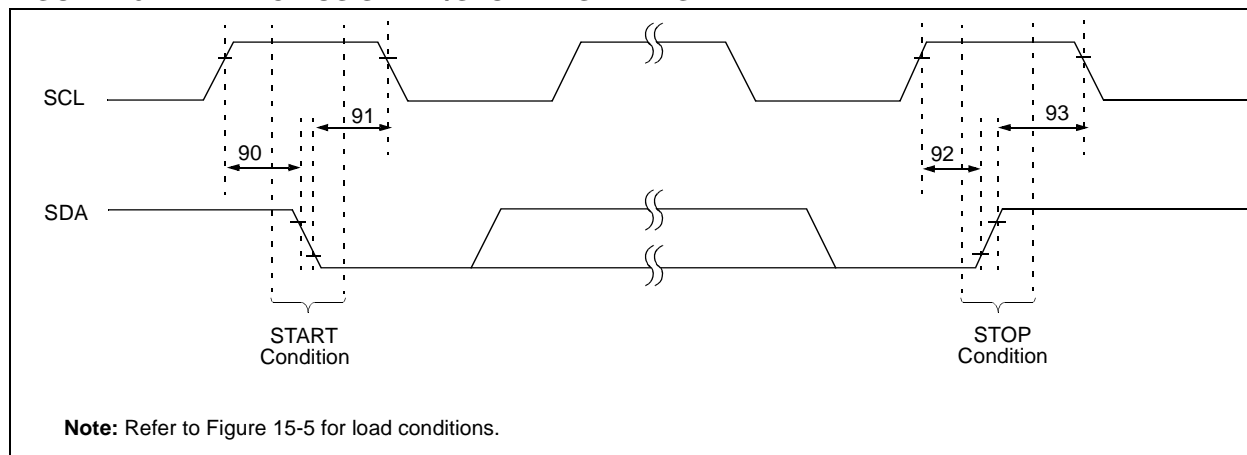 SCL
91
93
90
92
SDA
START
Condition
STOP
Condition
Note: Refer to Figure 15-5 for load conditions.